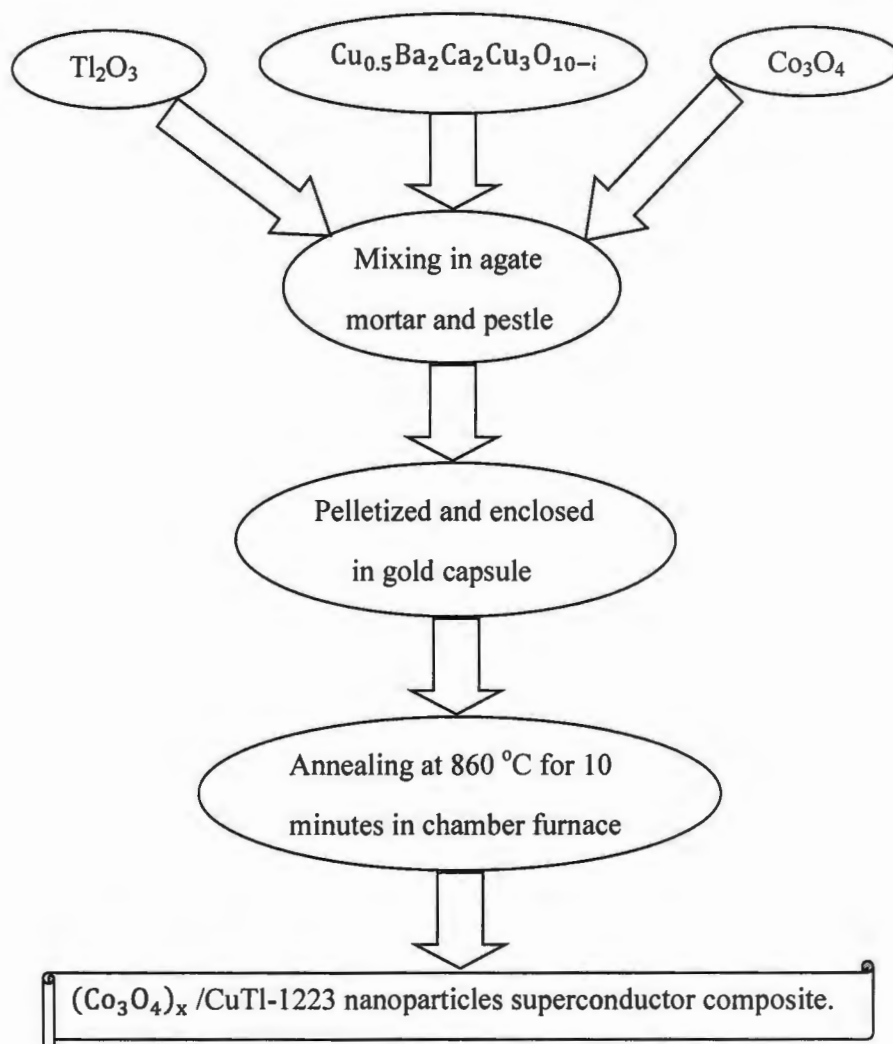 Tl₂O₃
Cu₀.₅Ba₂Ca₂Cu₃O₁₀₋
Co₃O₄
Mixing in agate
mortar and pestle
Pelletized and enclosed
in gold capsule
Annealing at 860 °C for 10
minutes in chamber furnace
(Co₃O₄)ₓ /CuTl-1223 nanoparticles superconductor composite.